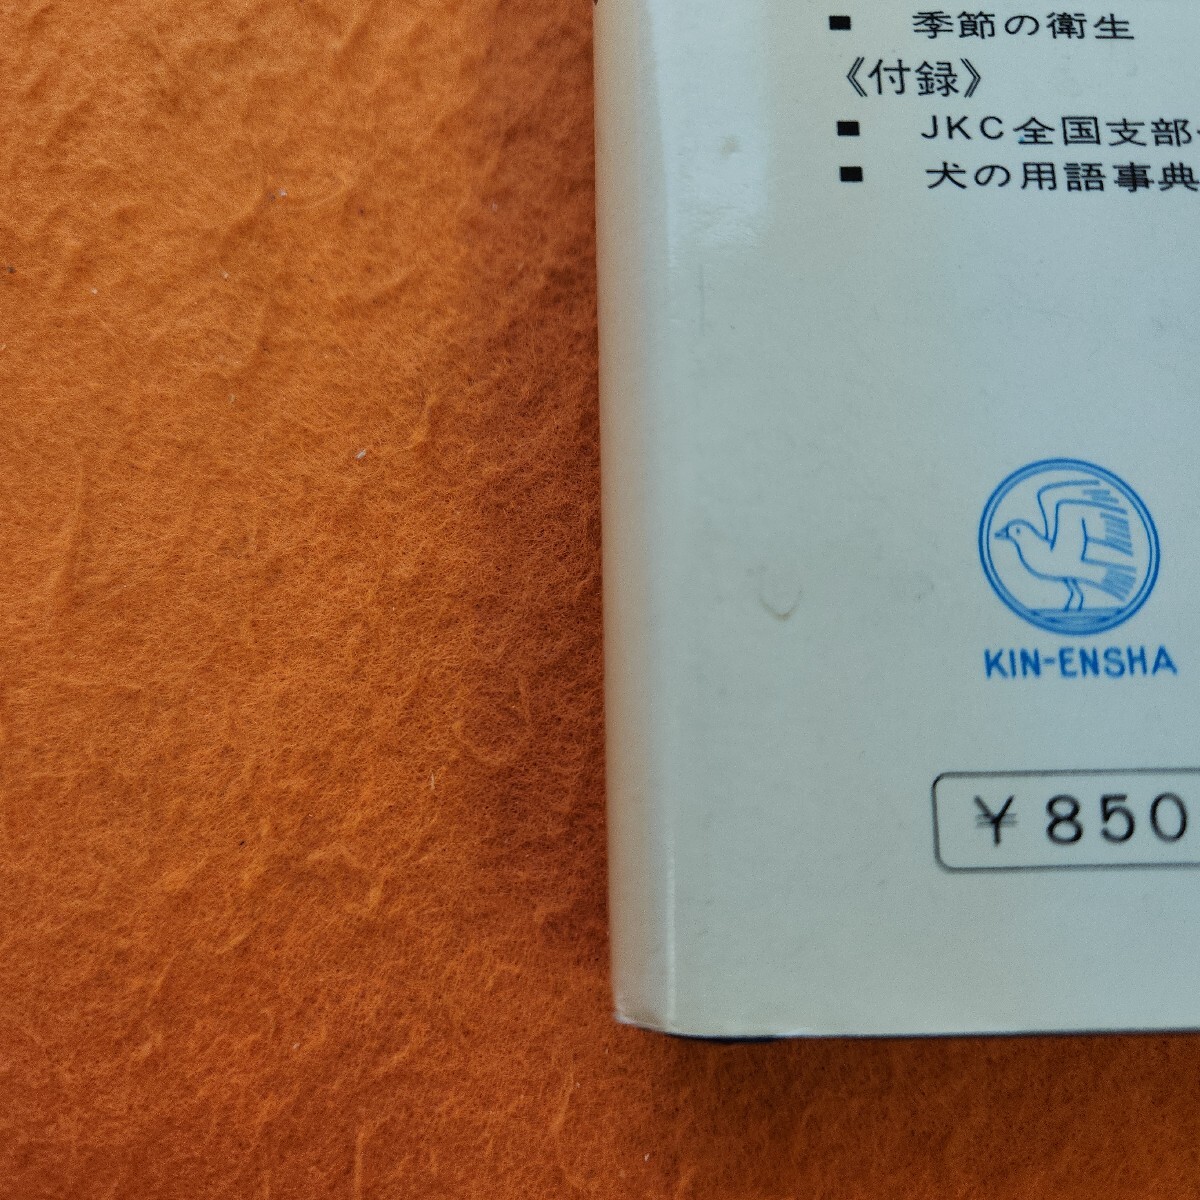 ■ 季節の衛生
《付録》
■ JKC全国支部
■ 犬の用語事典
KIN-ENSHA
￥850